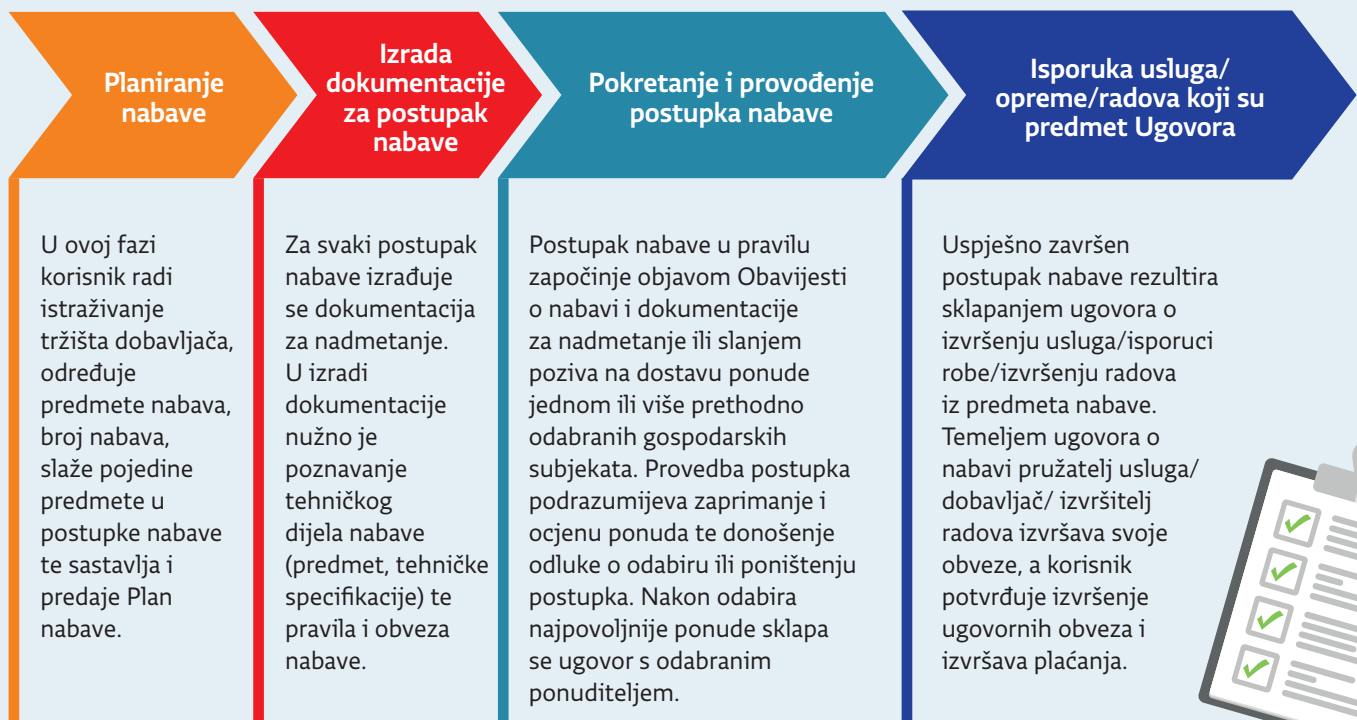 Planiranje
nabave
U ovoj fazi
korisnik radi
istraživanje
tržišta dobavljača,
određuje
predmete nabava,
broj nabava,
slaže pojedine
predmete u
postupke nabave
te sastavlja i
predaje Plan
nabave.
Izrada
dokumentacije
za postupak
nabave
Za svaki postupak
nabave izrađuje
se dokumentacija
za nadmetanje.
U izradi
dokumentacije
nužno je
poznavanje
tehničkog
dijela nabave
(predmet, tehničke
specifikacije) te
pravila i obveza
nabave.
Pokretanje i provođenje
postupka nabave
Postupak nabave u pravilu
započinje objavom Obavijesti
o nabavi i dokumentacije
za nadmetanje ili slanjem
poziva na dostavu ponude
jednom ili više prethodno
odabranih gospodarskih
subjekata. Provedba postupka
podrazumijeva zaprimanje i
ocjenu ponuda te donošenje
odluke o odabiru ili poništenju
postupka. Nakon odabira
najpovoljnije ponude sklapa
se ugovor s odabranim
ponuditeljem.
Isporuka usluga/
opreme/radova koji su
predmet Ugovora
Uspješno završen
postupak nabave rezultira
sklapanjem ugovora o
izvršenju usluga/isporuci
robe/izvršenju radova
iz predmeta nabave.
Temeljem ugovora o
nabavi pružatelj usluga/
dobavljač/ izvršitelj
radova izvršava svoje
obveze, a korisnik
potvrđuje izvršenje
ugovornih obveza i
izvršava plaćanja.